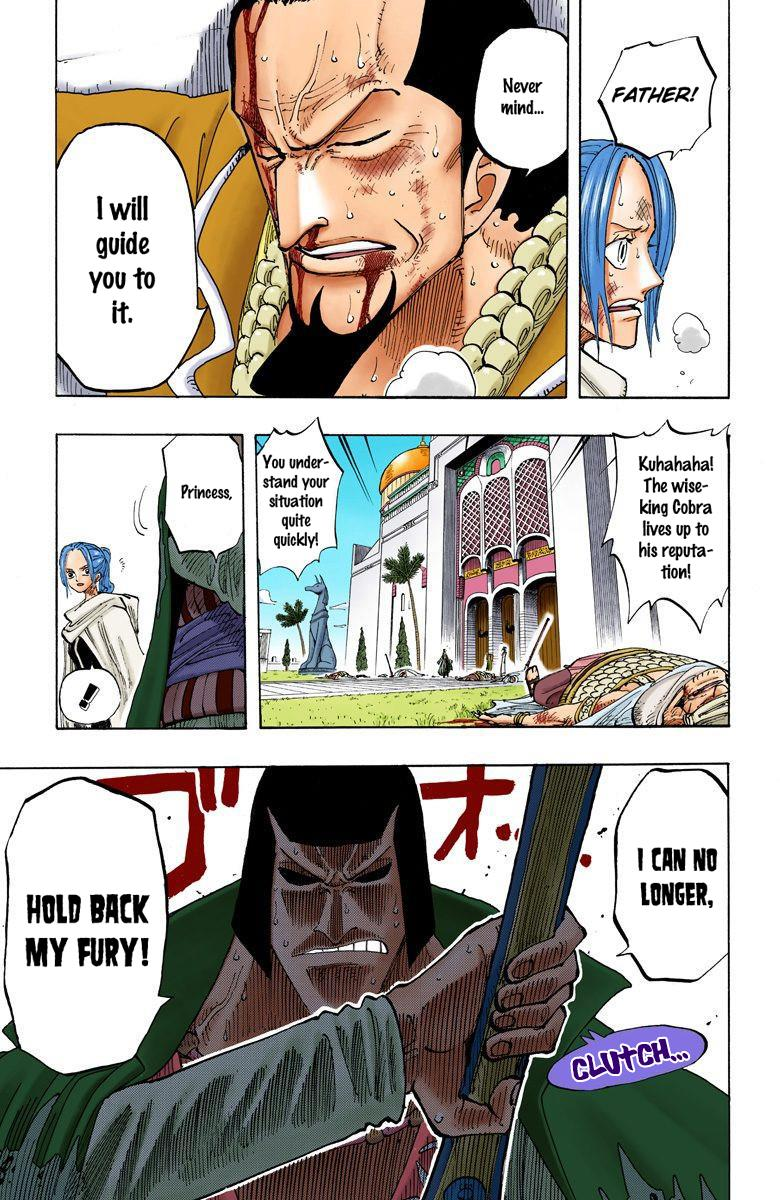 Never
mind...
FATHER!
I will
guide
you to
it.
Kuhahaha!
The wise-
king Cobra
lives up to
his reputa-
tion!
You under-
stand your
situation
quite
quickly!
Princess,
!
ゴオ..
I CAN NO
LONGER,
HOLD BACK
MY FURY!
CLUTCH...